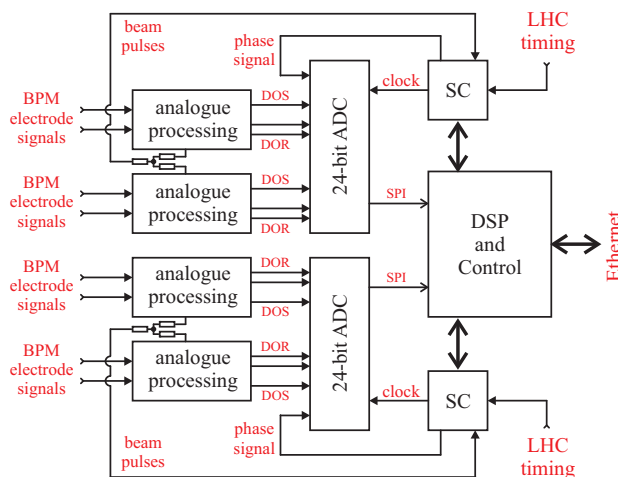 beam
pulses
phase
signal
LHC
timing
BPM
electrode
signals
analogue
processing
DOS
DOR
24-bit ADC
clock
SC
BPM
electrode
signals
analogue
processing
DOS
DOR
SPI
DSP
and
Control
Ethernet
BPM
electrode
signals
analogue
processing
DOR
DOS
24-bit ADC
SPI
BPM
electrode
signals
analogue
processing
DOR
DOS
clock
SC
phase
signal
beam
pulses
LHC
timing